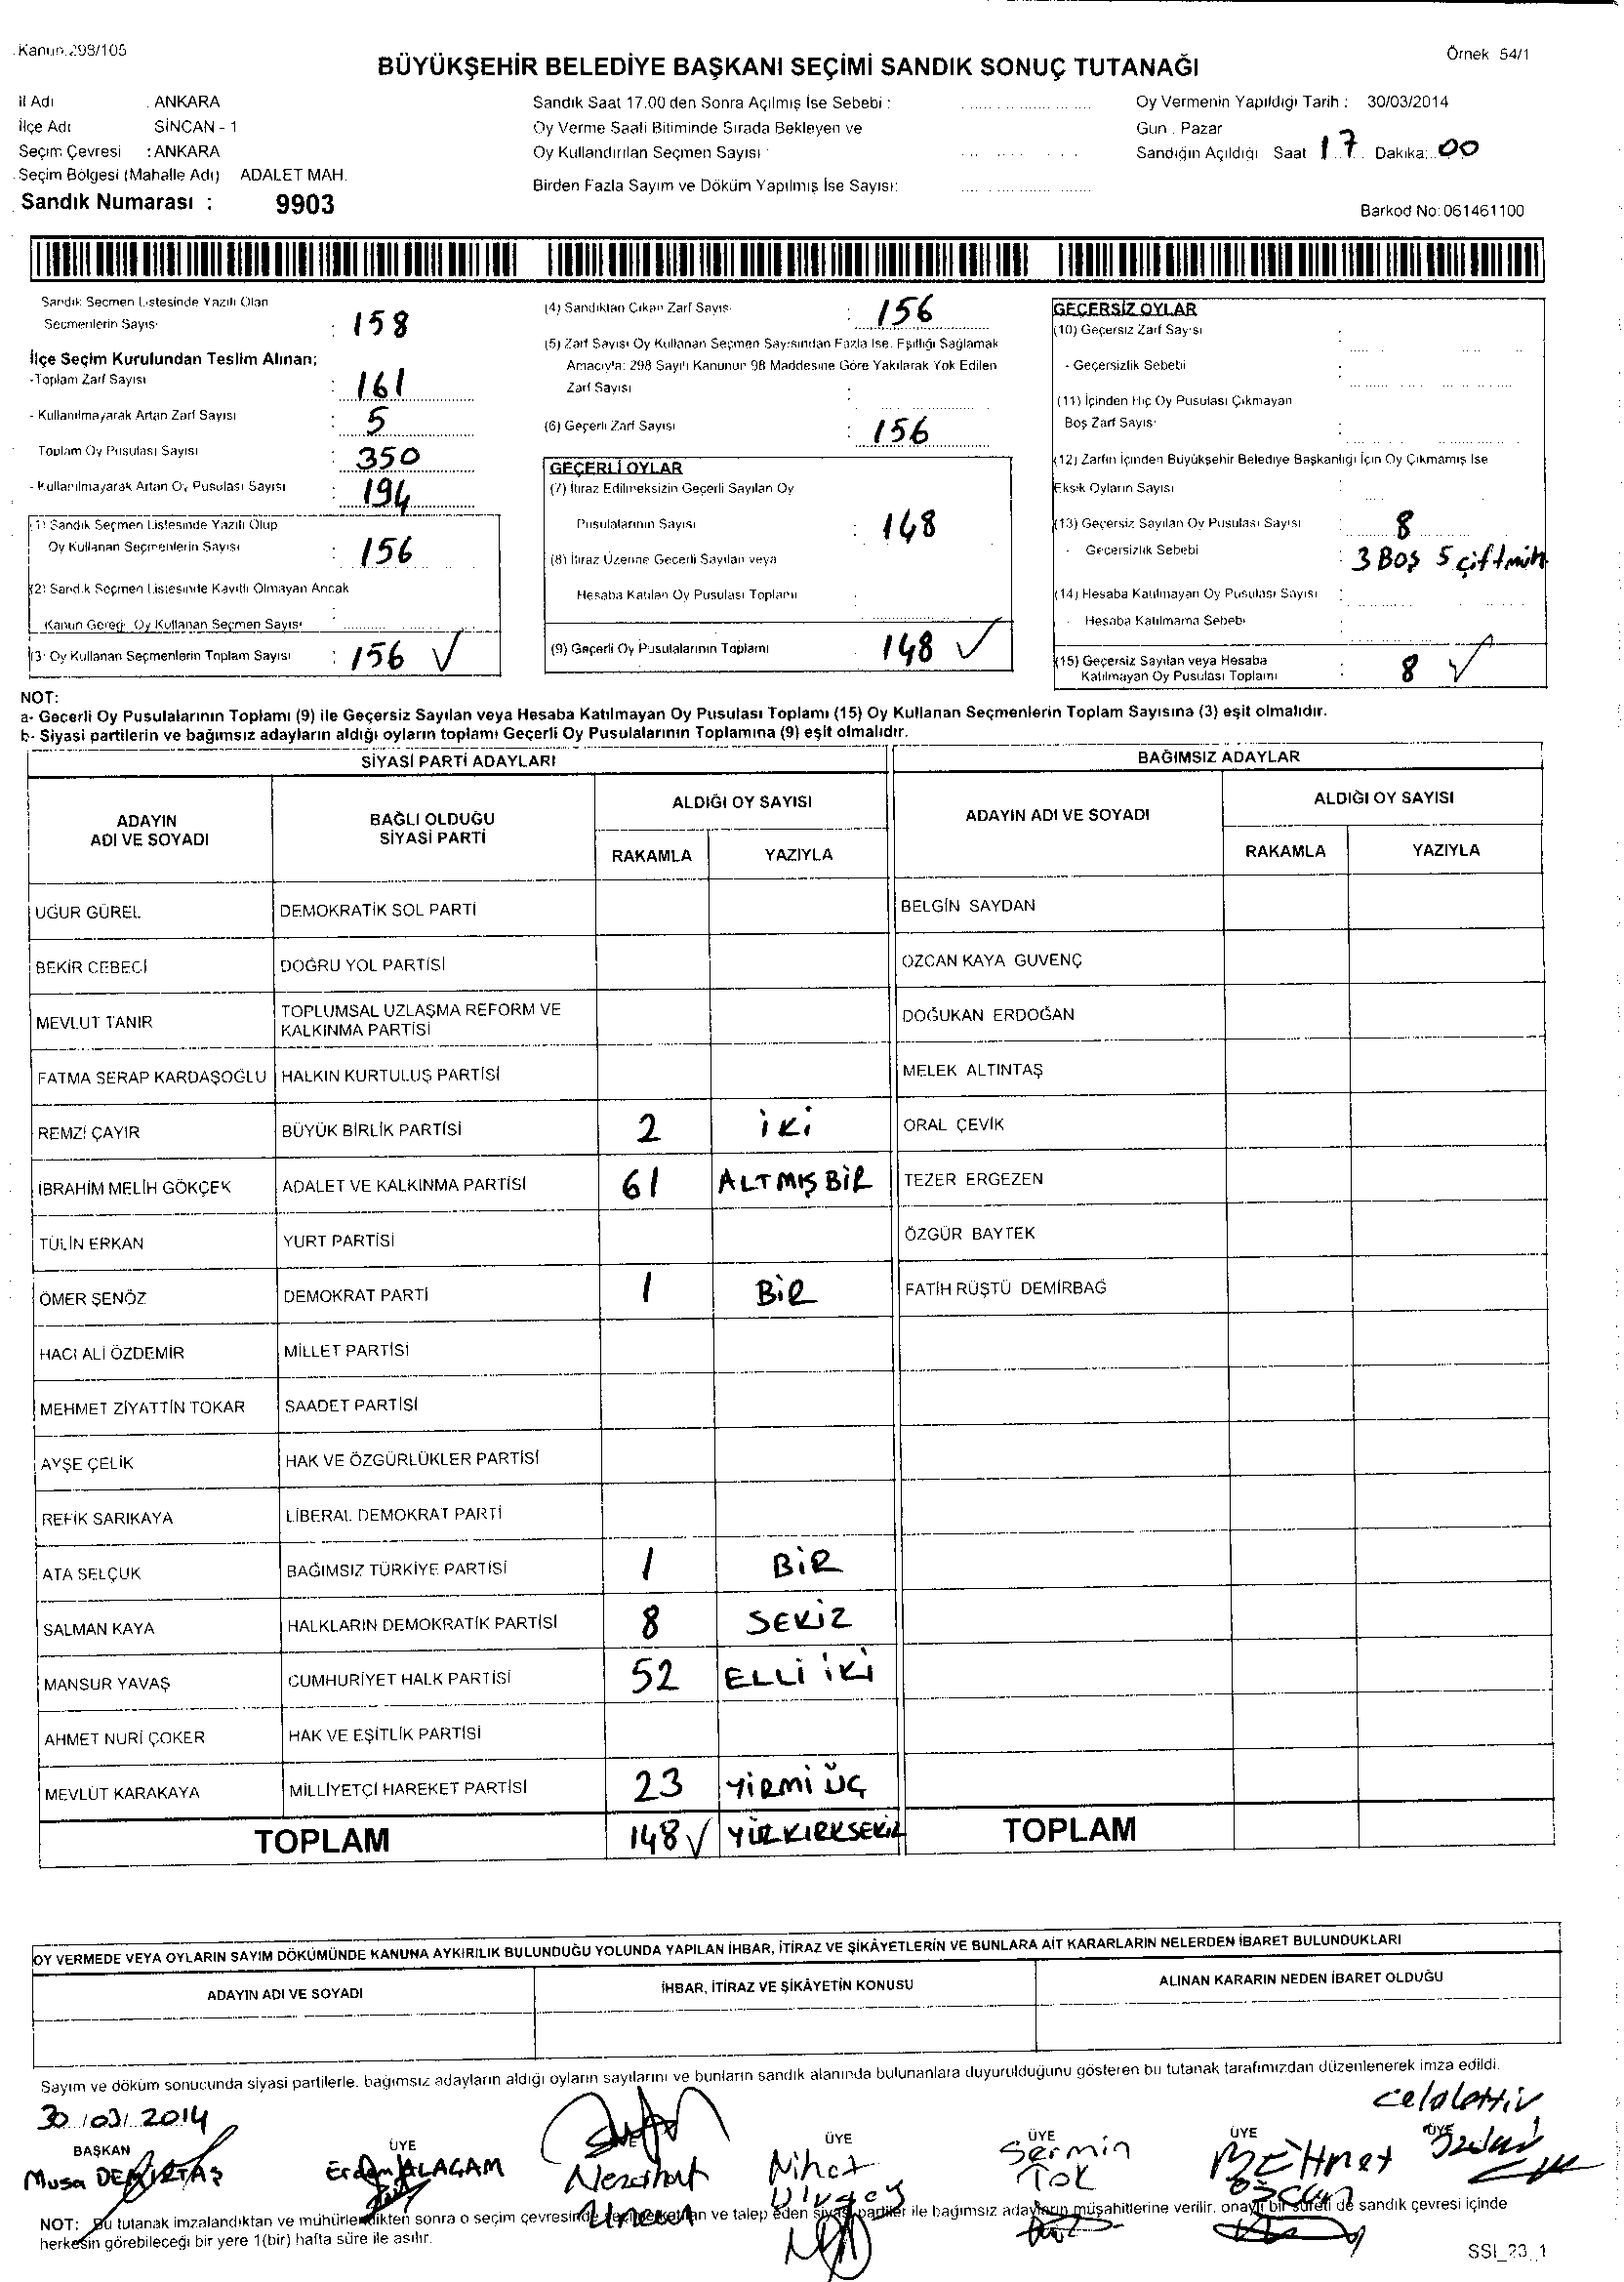 Kanun.298/105
BÜYÜKŞEHİR BELEDİYE BAŞKANI SEÇİMİ SANDIK SONUÇ TUTANAĞI
Örnek 54/1
İl Adı : ANKARA
İlçe Adı SİNCAN - 1
Seçim Çevresi : ANKARA
Seçim Bölgesi (Mahalle Adı) ADALET MAH.
Sandık Numarası : 9903
Sandık Saat 17.00 den Sonra Açılmış İse Sebebi :
Oy Verme Saati Bitiminde Sırada Bekleyen ve
Oy Kullandırılan Seçmen Sayısı :
Birden Fazla Sayım ve Döküm Yapılmış İse Sayısı:
Oy Vermenin Yapıldığı Tarih : 30/03/2014
Gün : Pazar
Sandığın Açıldığı Saat 17 Dakika: 00
Barkod No: 061461100
Sandık Seçmen Listesinde Yazılı Olan
Seçmenlerin Sayısı : 158
İlçe Seçim Kurulundan Teslim Alınan;
-Toplam Zarf Sayısı : 161
- Kullanılmayarak Artan Zarf Sayısı : 5
Toplam Oy Pusulası Sayısı : 350
- Kullanılmayarak Artan Oy Pusulası Sayısı : 194
(1) Sandık Seçmen Listesinde Yazılı Olup
Oy Kullanan Seçmenlerin Sayısı : 156
(2) Sandık Seçmen Listesinde Kayıtlı Olmayan Ancak
Kanun Gereği Oy Kullanan Seçmen Sayısı :
(3) Oy Kullanan Seçmenlerin Toplam Sayısı : 156 ✓
(4) Sandıktan Çıkan Zarf Sayısı : 156
(5) Zarf Sayısı Oy Kullanan Seçmen Sayısından Fazla İse, Eşitliği Sağlamak
Amacıyla: 298 Sayılı Kanunun 98 Maddesine Göre Yakılarak Yok Edilen
Zarf Sayısı :
(6) Geçerli Zarf Sayısı : 156
GEÇERLİ OYLAR
(7) İtiraz Edilmeksizin Geçerli Sayılan Oy
Pusulalarının Sayısı : 148
(8) İtiraz Üzerine Geçerli Sayılan veya
Hesaba Katılan Oy Pusulası Toplamı :
(9) Geçerli Oy Pusulalarının Toplamı 148 ✓
GEÇERSİZ OYLAR
(10) Geçersiz Zarf Sayısı :
- Geçersizlik Sebebi :
(11) İçinden Hiç Oy Pusulası Çıkmayan
Boş Zarf Sayısı :
(12) Zarfın İçinden Büyükşehir Belediye Başkanlığı İçin Oy Çıkmamış İse
Eksik Oyların Sayısı :
(13) Geçersiz Sayılan Oy Pusulası Sayısı : 8
- Geçersizlik Sebebi : 3 BOŞ 5 çift müh
(14) Hesaba Katılmayan Oy Pusulası Sayısı :
- Hesaba Katılmama Sebebi :
(15) Geçersiz Sayılan veya Hesaba
Katılmayan Oy Pusulası Toplamı : 8 ✓
NOT:
a- Gecerli Oy Pusulalarının Toplamı (9) ile Geçersiz Sayılan veya Hesaba Katılmayan Oy Pusulası Toplamı (15) Oy Kullanan Seçmenlerin Toplam Sayısına (3) eşit olmalıdır.
b- Siyasi partilerin ve bağımsız adayların aldığı oyların toplamı Geçerli Oy Pusulalarının Toplamına (9) eşit olmalıdır.
SİYASİ PARTİ ADAYLARI
BAĞIMSIZ ADAYLAR
ADAYIN ADI VE SOYADI
BAĞLI OLDUĞU SİYASİ PARTİ
ALDIĞI OY SAYISI
RAKAMLA YAZIYLA
ADAYIN ADI VE SOYADI
ALDIĞI OY SAYISI
RAKAMLA YAZIYLA
UĞUR GÜREL DEMOKRATİK SOL PARTİ BELGİN SAYDAN
BEKİR CEBECİ DOĞRU YOL PARTİSİ ÖZCAN KAYA GÜVENÇ
MEVLUT TANIR TOPLUMSAL UZLAŞMA REFORM VE KALKINMA PARTİSİ DOĞUKAN ERDOĞAN
FATMA SERAP KARDAŞOĞLU HALKIN KURTULUŞ PARTİSİ MELEK ALTINTAŞ
REMZİ ÇAYIR BÜYÜK BİRLİK PARTİSİ 2 İKİ ORAL ÇEVİK
İBRAHİM MELİH GÖKÇEK ADALET VE KALKINMA PARTİSİ 61 ALTMIŞ BİR TEZER ERGEZEN
TÜLİN ERKAN YURT PARTİSİ ÖZGÜR BAYTEK
ÖMER ŞENÖZ DEMOKRAT PARTİ 1 BİR FATİH RÜŞTÜ DEMİRBAĞ
HACI ALİ ÖZDEMİR MİLLET PARTİSİ
MEHMET ZİYATTİN TOKAR SAADET PARTİSİ
AYŞE ÇELİK HAK VE ÖZGÜRLÜKLER PARTİSİ
REFİK SARIKAYA LİBERAL DEMOKRAT PARTİ
ATA SELÇUK BAĞIMSIZ TÜRKİYE PARTİSİ 1 BİR
SALMAN KAYA HALKLARIN DEMOKRATİK PARTİSİ 8 SEKİZ
MANSUR YAVAŞ CUMHURİYET HALK PARTİSİ 52 ELLİ İKİ
AHMET NURİ ÇOKER HAK VE EŞİTLİK PARTİSİ
MEVLÜT KARAKAYA MİLLİYETÇİ HAREKET PARTİSİ 23 YİRMİ ÜÇ
TOPLAM 148 ✓ YÜZKIRKSEKİZ TOPLAM
OY VERMEDE VEYA OYLARIN SAYIM DÖKÜMÜNDE KANUNA AYKIRILIK BULUNDUĞU YOLUNDA YAPILAN İHBAR, İTİRAZ VE ŞİKÂYETLERİN VE BUNLARA AİT KARARLARIN NELERDEN İBARET BULUNDUKLARI
ADAYIN ADI VE SOYADI İHBAR, İTİRAZ VE ŞİKÂYETİN KONUSU ALINAN KARARIN NEDEN İBARET OLDUĞU
Sayım ve döküm sonucunda siyasi partilerle, bağımsız adayların aldığı oyların sayılarını ve bunların sandık alanında bulunanlara duyurulduğunu gösteren bu tutanak tarafımızdan düzenlenerek imza edildi.
30/03/2014
BAŞKAN ÜYE ÜYE ÜYE ÜYE ÜYE
Musa DEMİRTAŞ
Erdem ALAGAM
Nezahat
Nihat
Sermin
TOK
MEHmet
ÖZCAN
Celalettin
NOT: Bu tutanak imzalandıktan ve mühürlendikten sonra o seçim çevresinde ve talep eden siyasi partiler ile bağımsız adayların müşahitlerine verilir, onaylı bir sureti de sandık çevresi içinde
herkesin görebileceği bir yere 1(bir) hafta süre ile asılır.
SSI_23_1